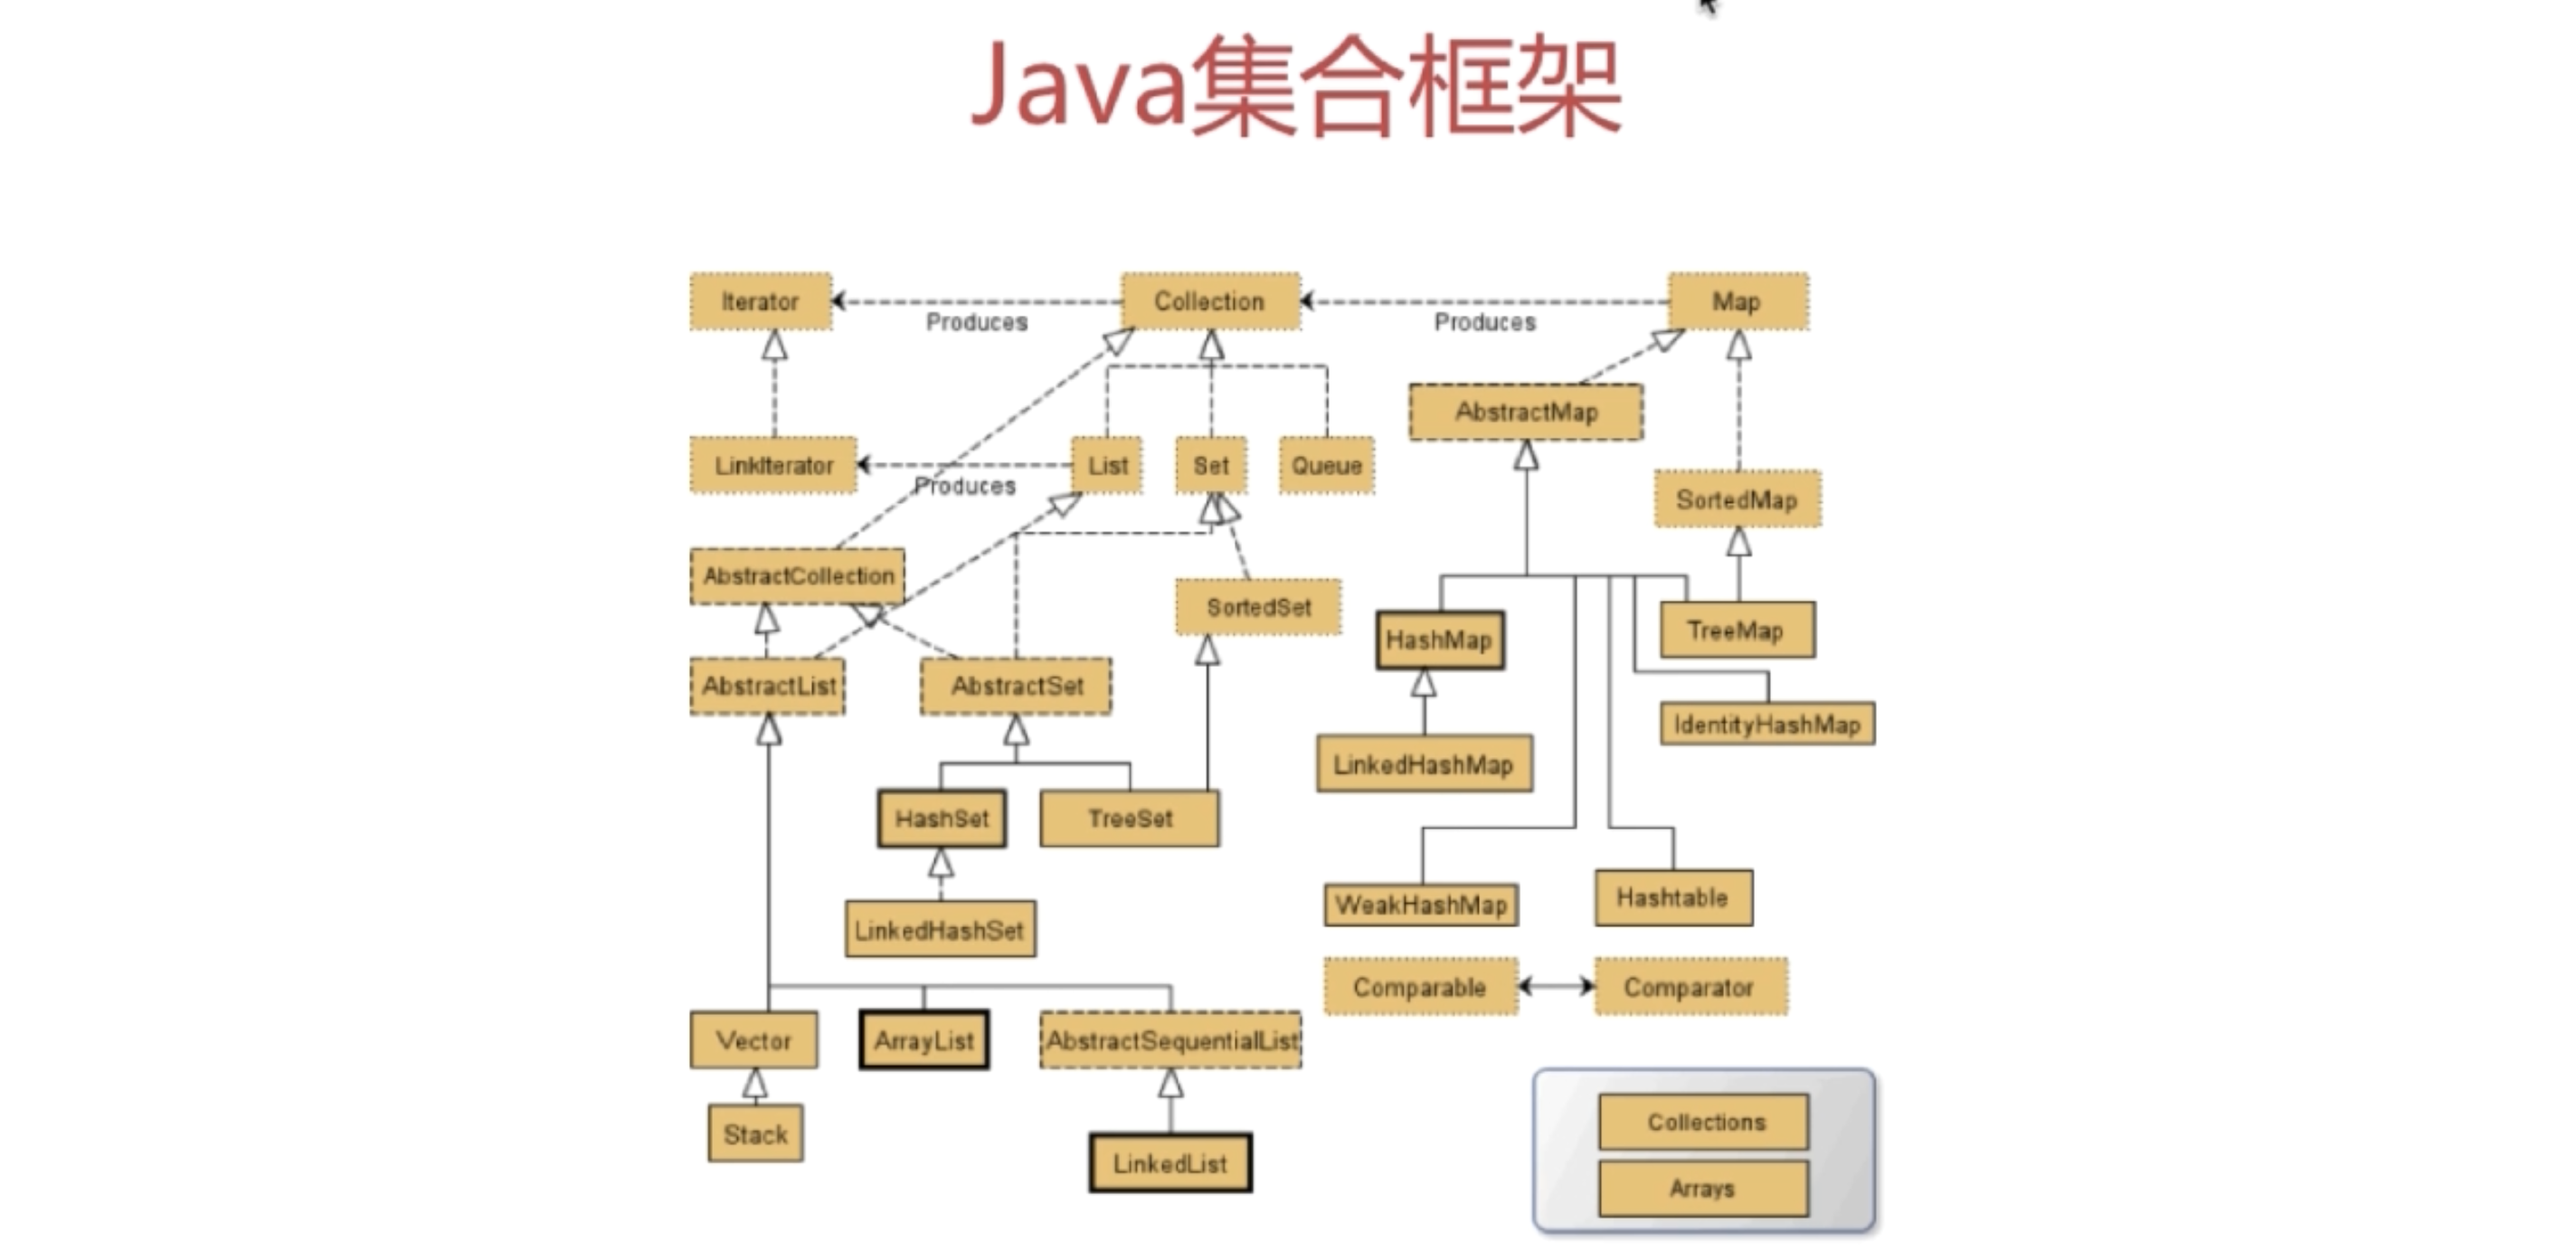 Java集合框架
Iterator
Collection
Map
Produces
Produces
AbstractMap
LinkIterator
List
Set
Queue
Produces
SortedMap
AbstractCollection
SortedSet
HashMap
TreeMap
AbstractList
AbstractSet
IdentityHashMap
LinkedHashMap
HashSet
TreeSet
WeakHashMap
Hashtable
LinkedHashSet
Comparable
Comparator
Vector
ArrayList
AbstractSequentialList
Collections
Stack
LinkedList
Arrays